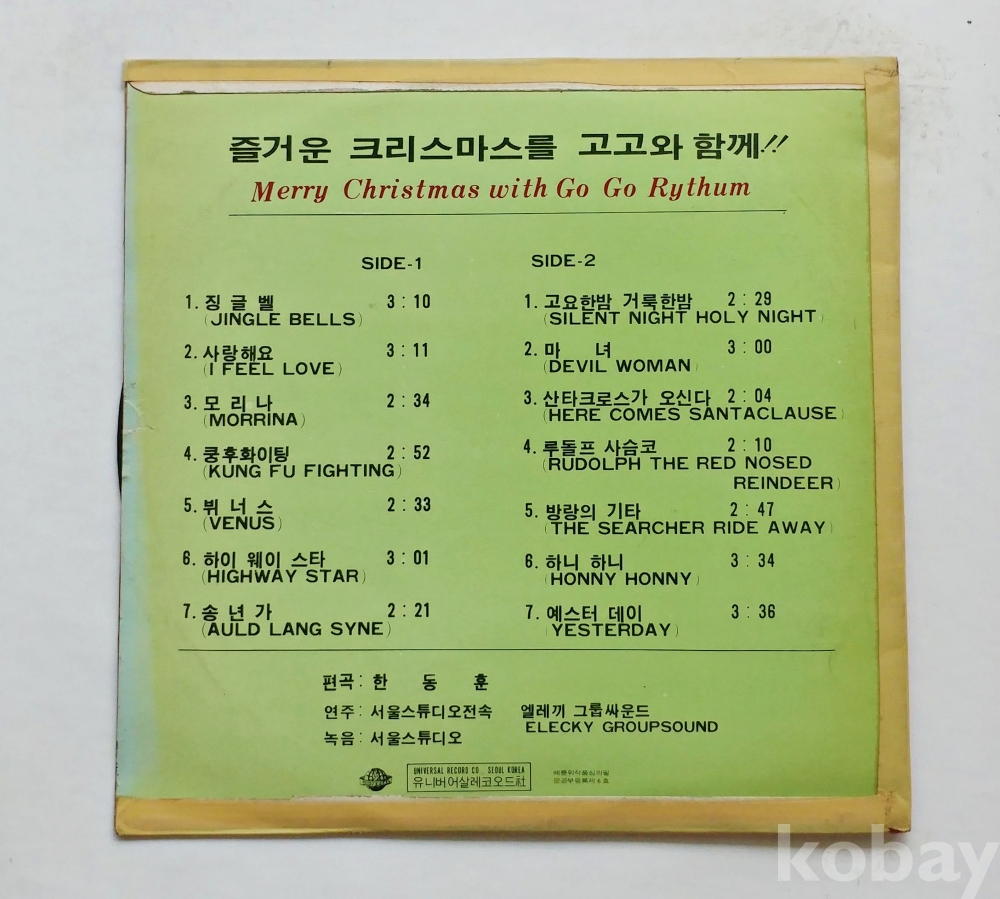 즐거운 크리스마스를 고고와 함께!!
Merry Christmas with Go Go Rythum
SIDE-1
1. 징글벨 3:10
(JINGLE BELLS)
2. 사랑해요 3:11
(I FEEL LOVE)
3. 모리나 2:34
(MORRINA)
4. 쿵후화이팅 2:52
(KUNG FU FIGHTING)
5. 뷔너스 2:33
(VENUS)
6. 하이 웨이 스타 3:01
(HIGHWAY STAR)
7. 송년가 2:21
(AULD LANG SYNE)
SIDE-2
1. 고요한밤 거룩한밤 2:29
(SILENT NIGHT HOLY NIGHT)
2. 마녀 3:00
(DEVIL WOMAN)
3. 산타크로스가 오신다 2:04
(HERE COMES SANTACLAUSE)
4. 루돌프 사슴코 2:10
(RUDOLPH THE RED NOSED
REINDEER)
5. 방랑의 기타 2:47
(THE SEARCHER RIDE AWAY)
6. 하니 하니 3:34
(HONNY HONNY)
7. 예스터 데이 3:36
(YESTERDAY)
편곡: 한동훈
연주: 서울스튜디오전속 엘레끼 그룹싸운드
ELECKY GROUPSOUND
녹음: 서울스튜디오
UNIVERSAL RECORD CO. SEOUL KOREA
유니버어살레코오드社
kobay